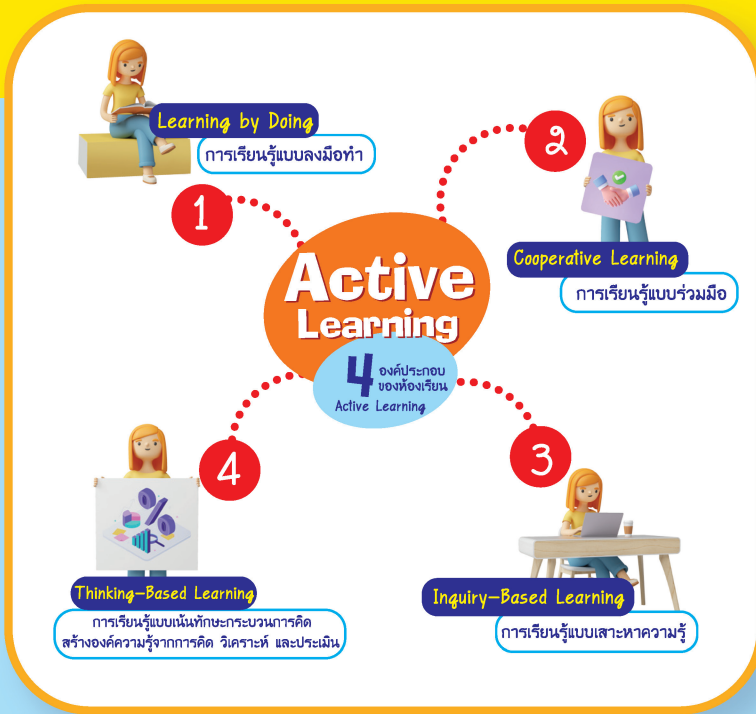 Learning by Doing
การเรียนรู้แบบลงมือทำ
1
2
Cooperative Learning
การเรียนรู้แบบร่วมมือ
Active
Learning
4 องค์ประกอบ
ของห้องเรียน
Active Learning
3
Inquiry-Based Learning
การเรียนรู้แบบเสาะหาความรู้
4
Thinking-Based Learning
การเรียนรู้แบบเน้นทักษะกระบวนการคิด
สร้างองค์ความรู้จากการคิด วิเคราะห์ และประเมิน
%